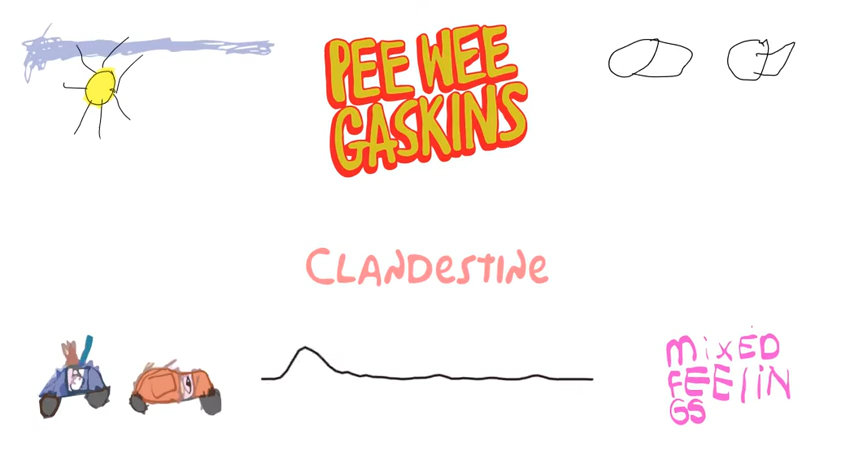 PEE WEE
GASKINS
CLANDESTINE
MIXED
FEELIN
GS